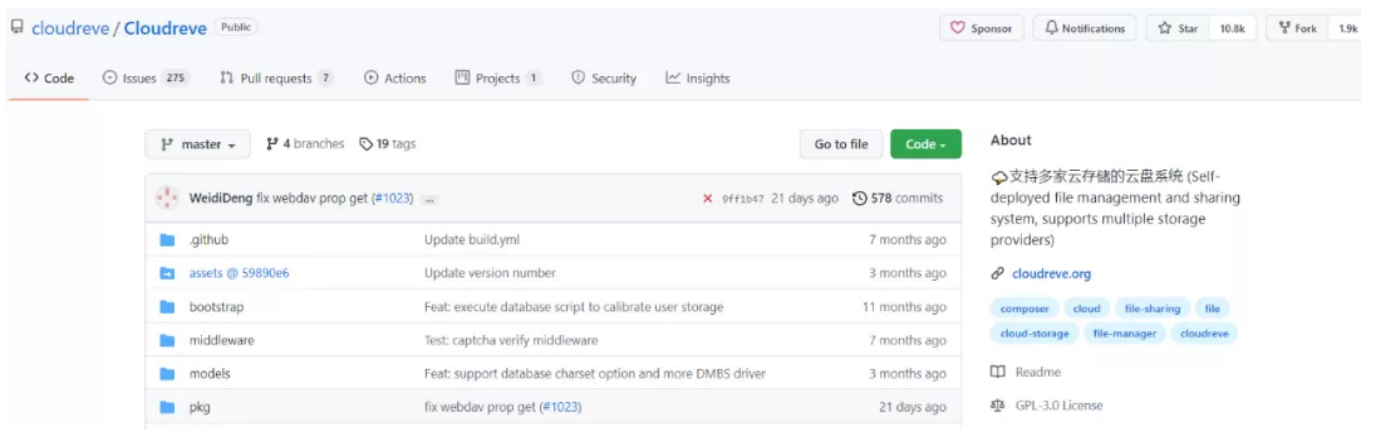 cloudreve / Cloudreve Public Sponsor Notifications Star 10.8k Fork 1.9k
Code Issues 275 Pull requests 7 Actions Projects 1 Security Insights
master 4 branches 19 tags Go to file Code
About
支持多家云存储的云盘系统 (Self-
deployed file management and sharing
system, supports multiple storage
providers)
cloudreve.org
composer cloud file-sharing file
cloud-storage file-manager cloudreve
Readme
GPL-3.0 License
WeidiDeng fix webdav prop get (#1023) ... 9ff1b47 21 days ago 578 commits
.github Update build.yml 7 months ago
assets @ 59890e6 Update version number 3 months ago
bootstrap Feat: execute database script to calibrate user storage 11 months ago
middleware Test: captcha verify middleware 7 months ago
models Feat: support database charset option and more DMBS driver 3 months ago
pkg fix webdav prop get (#1023) 21 days ago